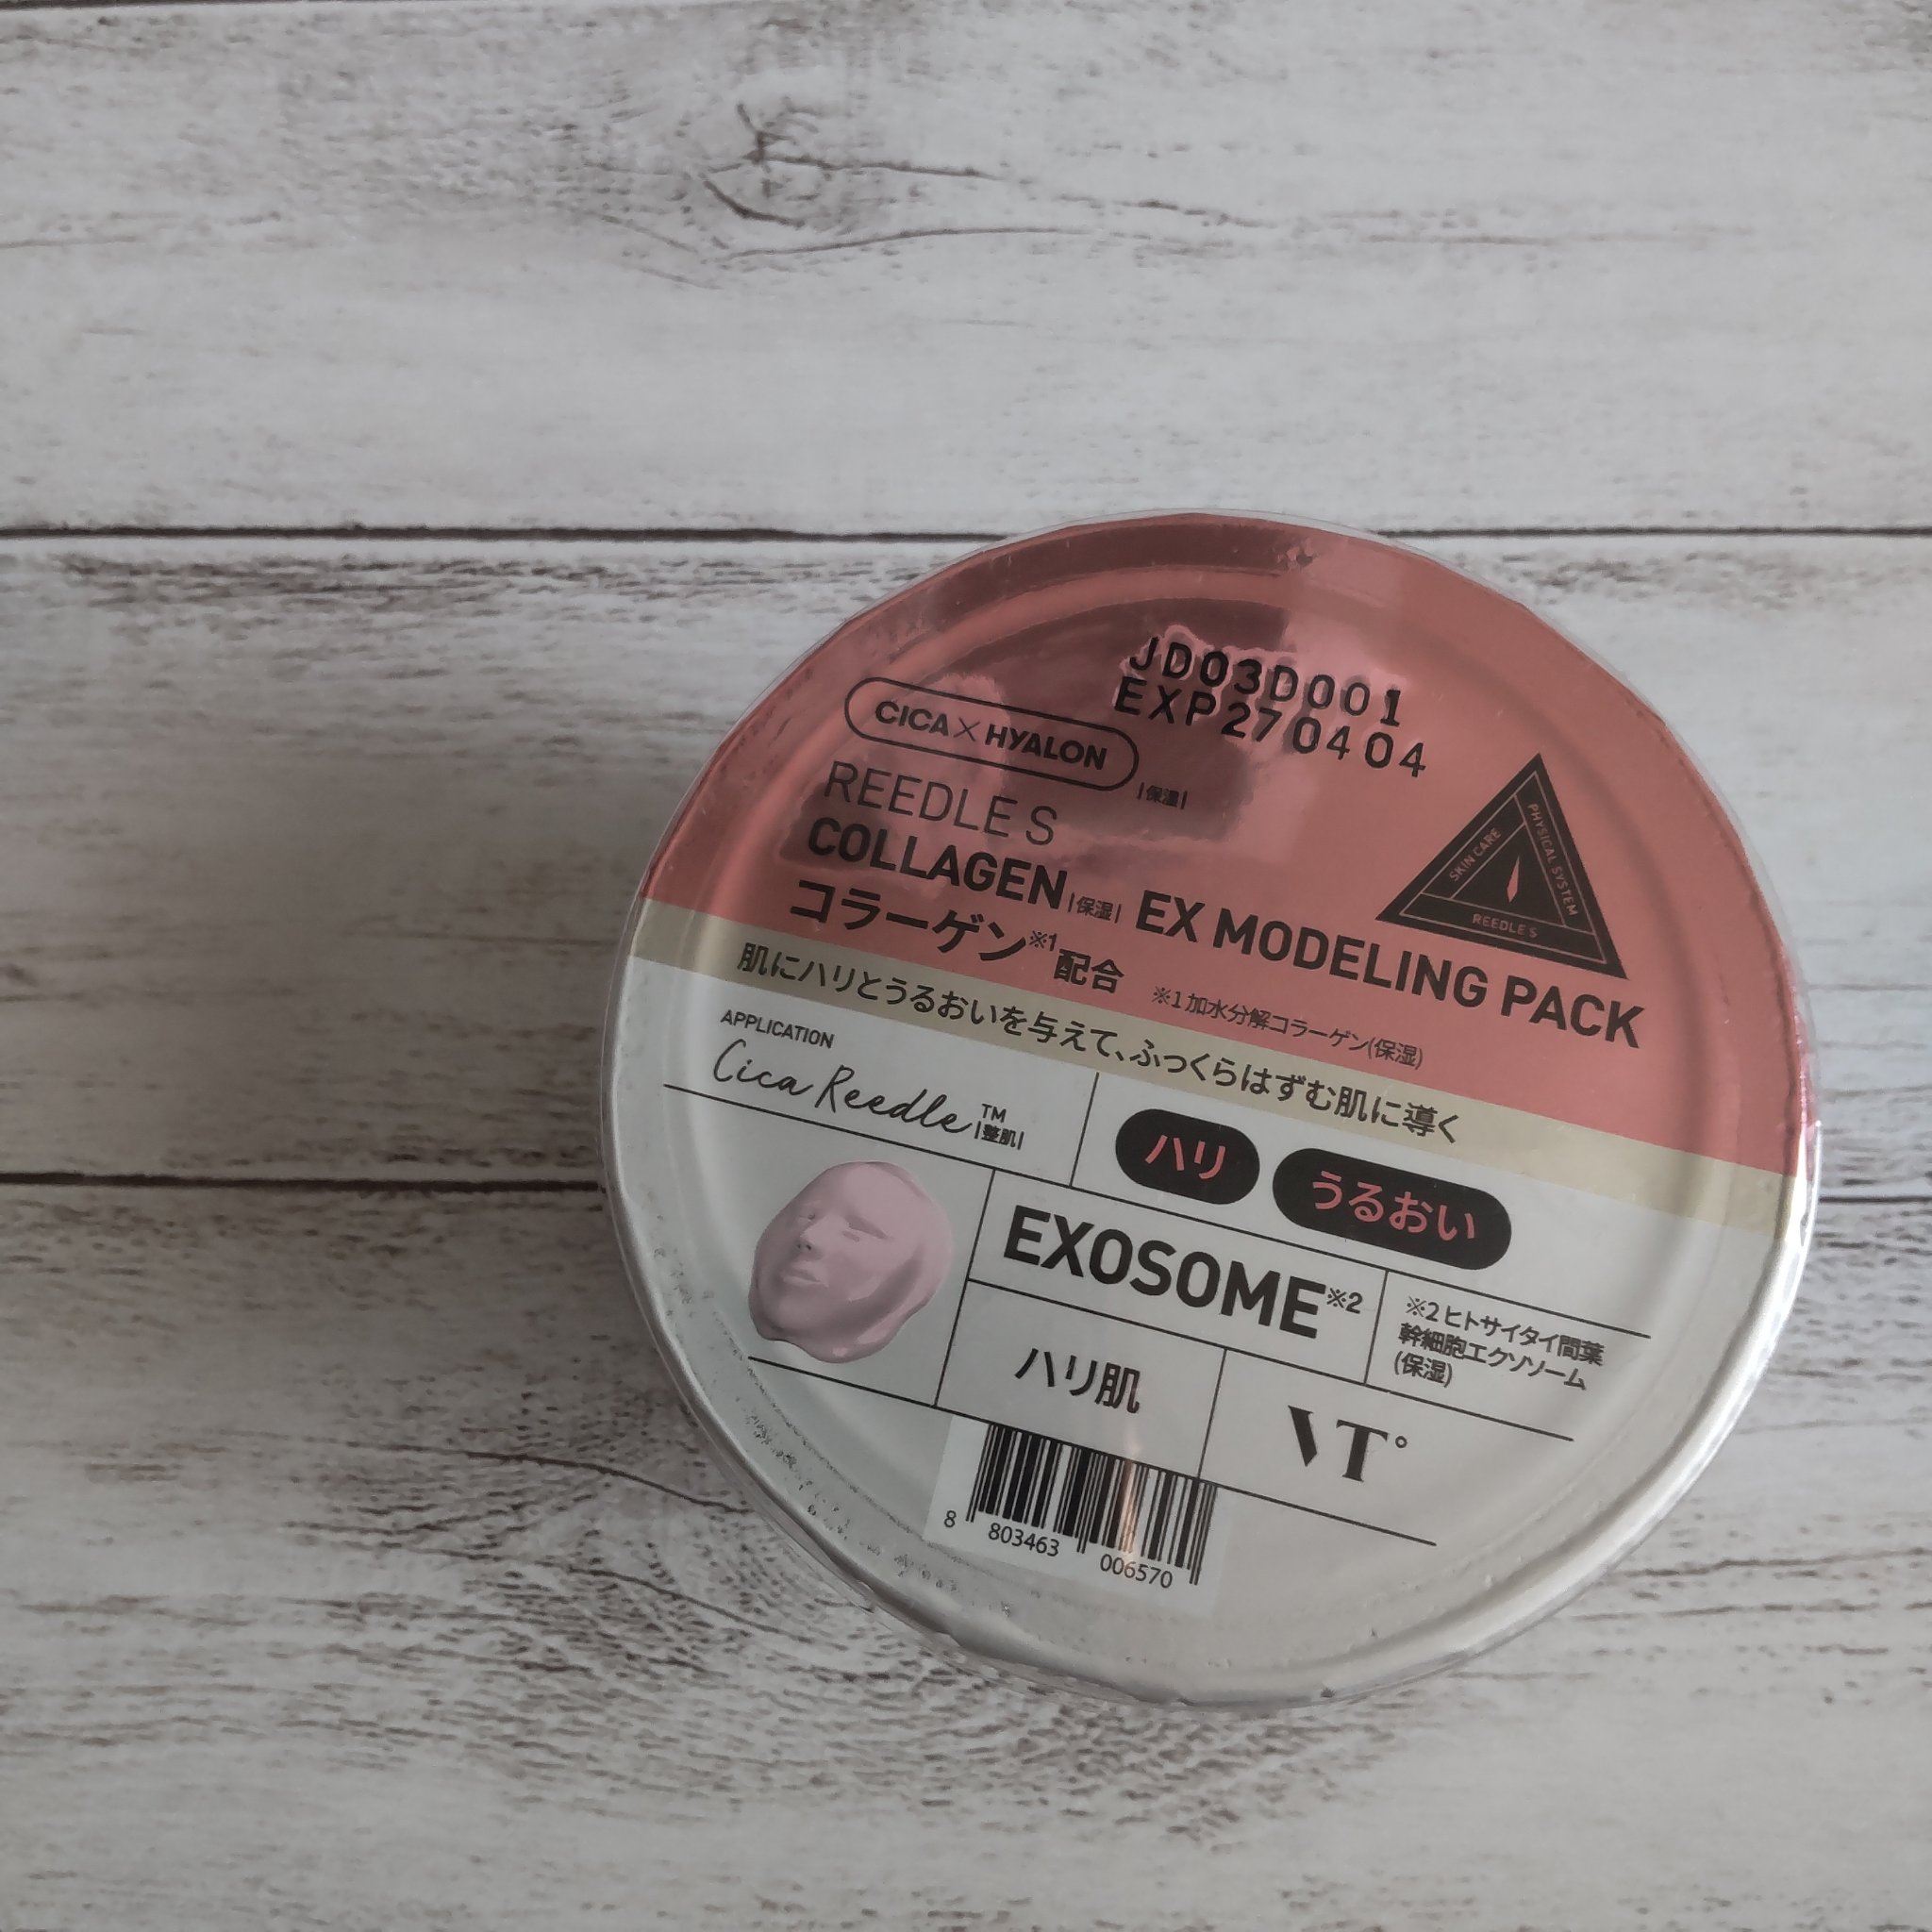 JD03D001
EXP270404
CICA×HYALON
|保湿|
REEDLE S
COLLAGEN|保湿| EX MODELING PACK
コラーゲン※1配合 ※1 加水分解コラーゲン(保湿)
SKIN CARE
PHYSICAL SYSTEM
REEDLE S
肌にハリとうるおいを与えて、ふっくらはずむ肌に導く
APPLICATION
Cica Reedle™
|整肌|
ハリ うるおい
EXOSOME※2
※2 ヒトサイタイ間葉
幹細胞エクソソーム
(保湿)
ハリ肌
VT°
8 803463 006570